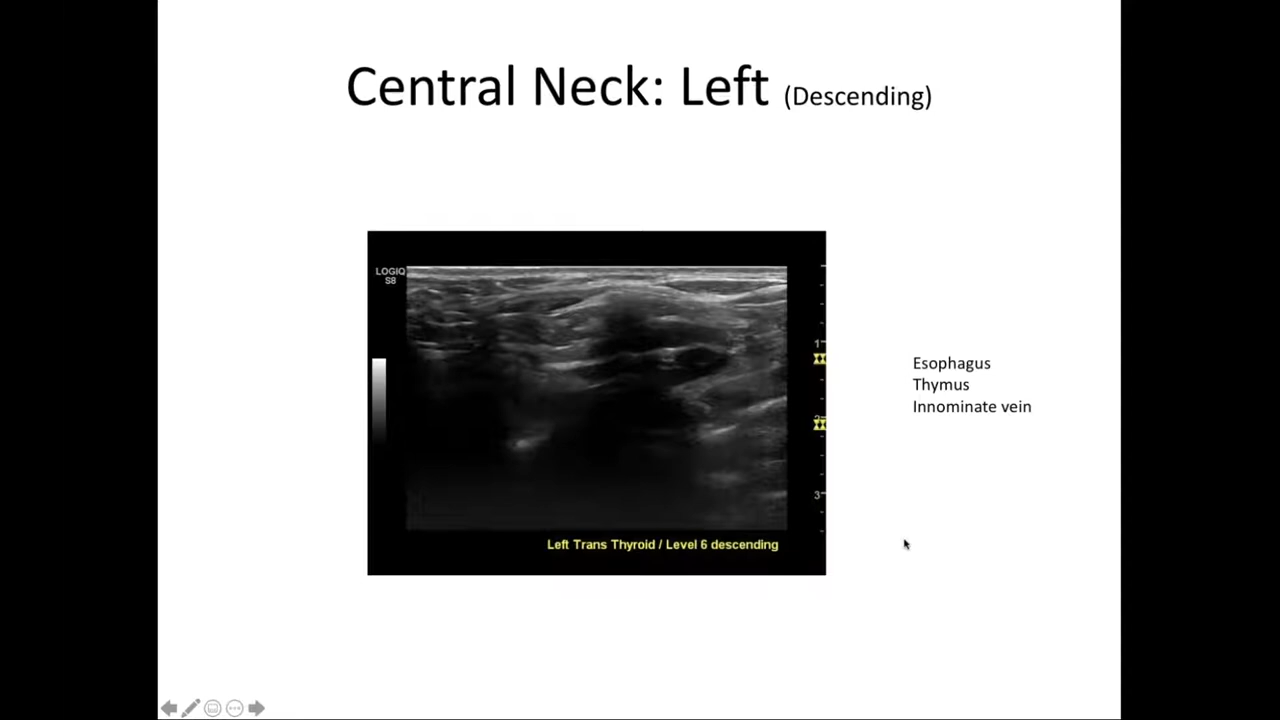 Central Neck: Left (Descending)
LOGIQ
S8
1
2
3
Esophagus
Thymus
Innominate vein
Left Trans Thyroid / Level 6 descending